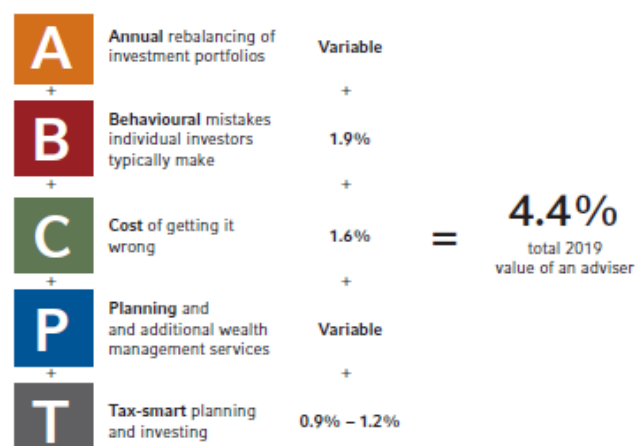 A
Annual rebalancing of
investment portfolios
Variable
+
+
B
Behavioural mistakes
individual investors
typically make
1.9%
+
+
C
Cost of getting it
wrong
1.6%
=
4.4%
total 2019
value of an adviser
+
+
P
Planning and
and additional wealth
management services
Variable
+
+
T
Tax-smart planning
and investing
0.9% – 1.2%